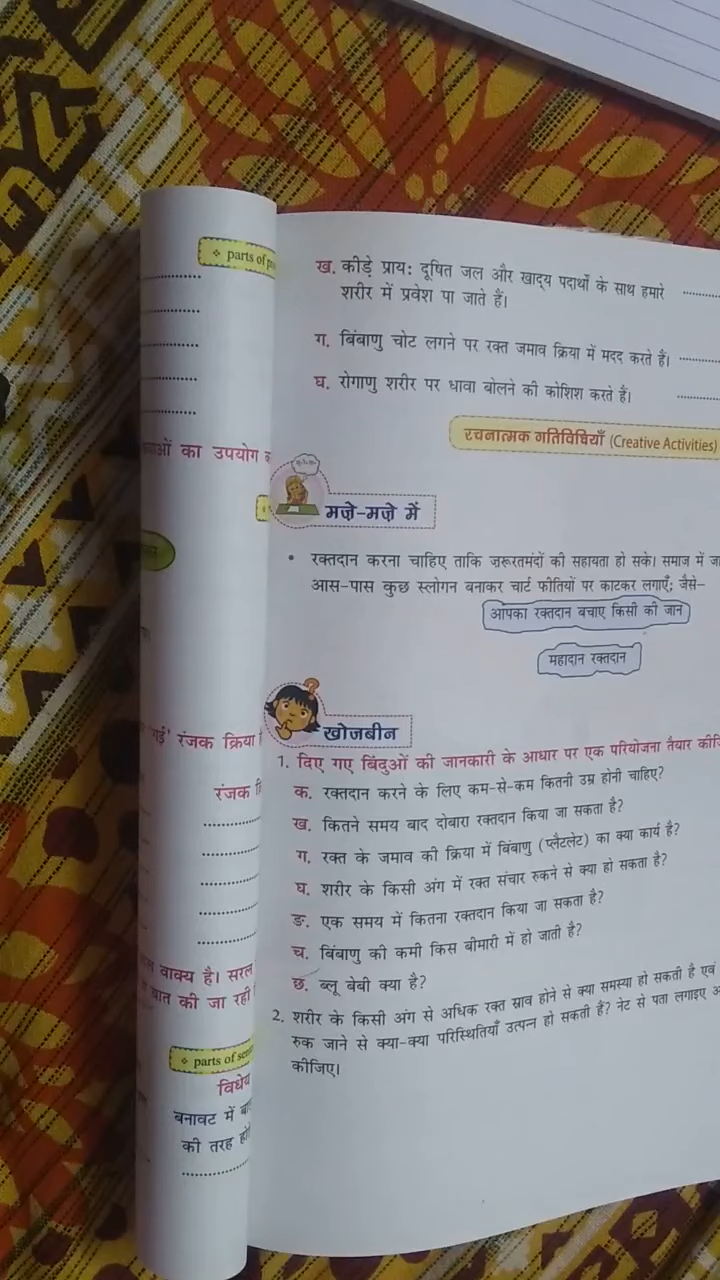 ❖ parts of
ख. कीड़े प्राय: दूषित जल और खाद्य पदार्थों के साथ हमारे ..........
शरीर में प्रवेश पा जाते हैं।
ग. बिंबाणु चोट लगने पर रक्त जमाव क्रिया में मदद करते हैं। ..........
घ. रोगाणु शरीर पर धावा बोलने की कोशिश करते हैं। ..........
का उपयोग
रचनात्मक गतिविधियाँ (Creative Activities)
मज़े-मज़े में
• रक्तदान करना चाहिए ताकि ज़रूरतमंदों की सहायता हो सके। समाज में
आस-पास कुछ स्लोगन बनाकर चार्ट फीतियों पर काटकर लगाएँ; जैसे–
आपका रक्तदान बचाए किसी की जान
महादान रक्तदान
खोजबीन
रंजक क्रिया
रंजक
1. दिए गए बिंदुओं की जानकारी के आधार पर एक परियोजना तैयार
क. रक्तदान करने के लिए कम-से-कम कितनी उम्र होनी चाहिए?
ख. कितने समय बाद दोबारा रक्तदान किया जा सकता है?
ग. रक्त के जमाव की क्रिया में बिंबाणु (प्लैटलेट) का क्या कार्य है?
घ. शरीर के किसी अंग में रक्त संचार रुकने से क्या हो सकता है?
ङ. एक समय में कितना रक्तदान किया जा सकता है?
च. बिंबाणु की कमी किस बीमारी में हो जाती है?
छ. ब्लू बेबी क्या है?
2. शरीर के किसी अंग से अधिक रक्त स्राव होने से क्या समस्या हो सकती है एवं
रुक जाने से क्या-क्या परिस्थितियाँ उत्पन्न हो सकती हैं? नेट से पता लगाइए
कीजिए।
वाक्य है। सरल
बात की जा रही
❖ parts of
विधेय
बनावट में
की तरह